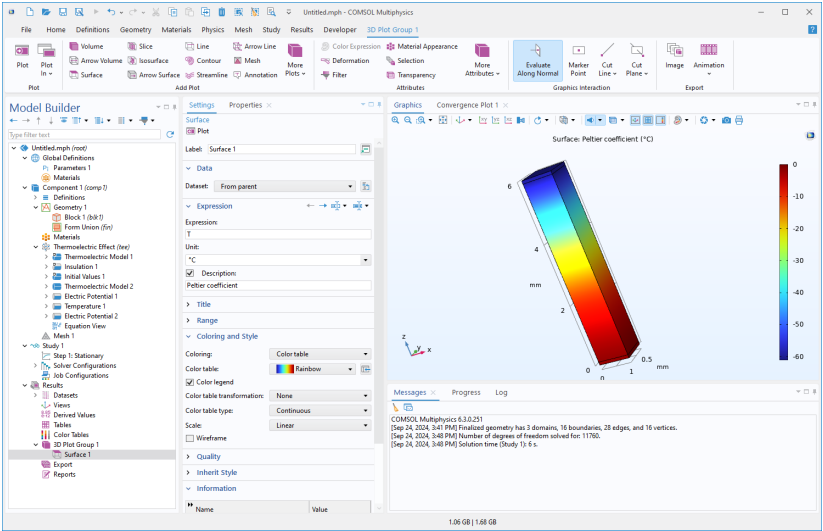 Untitled.mph - COMSOL Multiphysics
File Home Definitions Geometry Materials Physics Mesh Study Results Developer 3D Plot Group 1
Plot Plot In
Plot
Volume Arrow Volume Surface Slice Isosurface Arrow Surface Line Contour Streamline Arrow Line Mesh Annotation More Plots
Add Plot
Color Expression Deformation Filter Material Appearance Selection Transparency More Attributes
Attributes
Evaluate Along Normal Marker Point Cut Line Cut Plane
Graphics Interaction
Image Animation
Export
Model Builder
Type filter text
Untitled.mph (root)
Global Definitions
Parameters 1
Materials
Component 1 (comp1)
Definitions
Geometry 1
Block 1 (blk1)
Form Union (fin)
Materials
Thermoelectric Effect (tee)
Thermoelectric Model 1
Insulation 1
Initial Values 1
Thermoelectric Model 2
Electric Potential 1
Temperature 1
Electric Potential 2
Equation View
Mesh 1
Study 1
Step 1: Stationary
Solver Configurations
Job Configurations
Results
Datasets
Views
Derived Values
Tables
Color Tables
3D Plot Group 1
Surface 1
Export
Reports
Settings Properties
Surface
Plot
Label: Surface 1
Data
Dataset: From parent
Expression
Expression:
T
Unit:
°C
Description:
Peltier coefficient
Title
Range
Coloring and Style
Coloring: Color table
Color table: Rainbow
Color legend
Color table transformation: None
Color table type: Continuous
Scale: Linear
Wireframe
Quality
Inherit Style
Information
Name Value
Graphics Convergence Plot 1
Surface: Peltier coefficient (°C)
6
4
mm
2
0
0
1
0.5
mm
z
y
x
0
-10
-20
-30
-40
-50
-60
Messages Progress Log
COMSOL Multiphysics 6.3.0.251
[Sep 24, 2024, 3:41 PM] Finalized geometry has 3 domains, 16 boundaries, 28 edges, and 16 vertices.
[Sep 24, 2024, 3:48 PM] Number of degrees of freedom solved for: 11760.
[Sep 24, 2024, 3:48 PM] Solution time (Study 1): 6 s.
1.06 GB | 1.68 GB